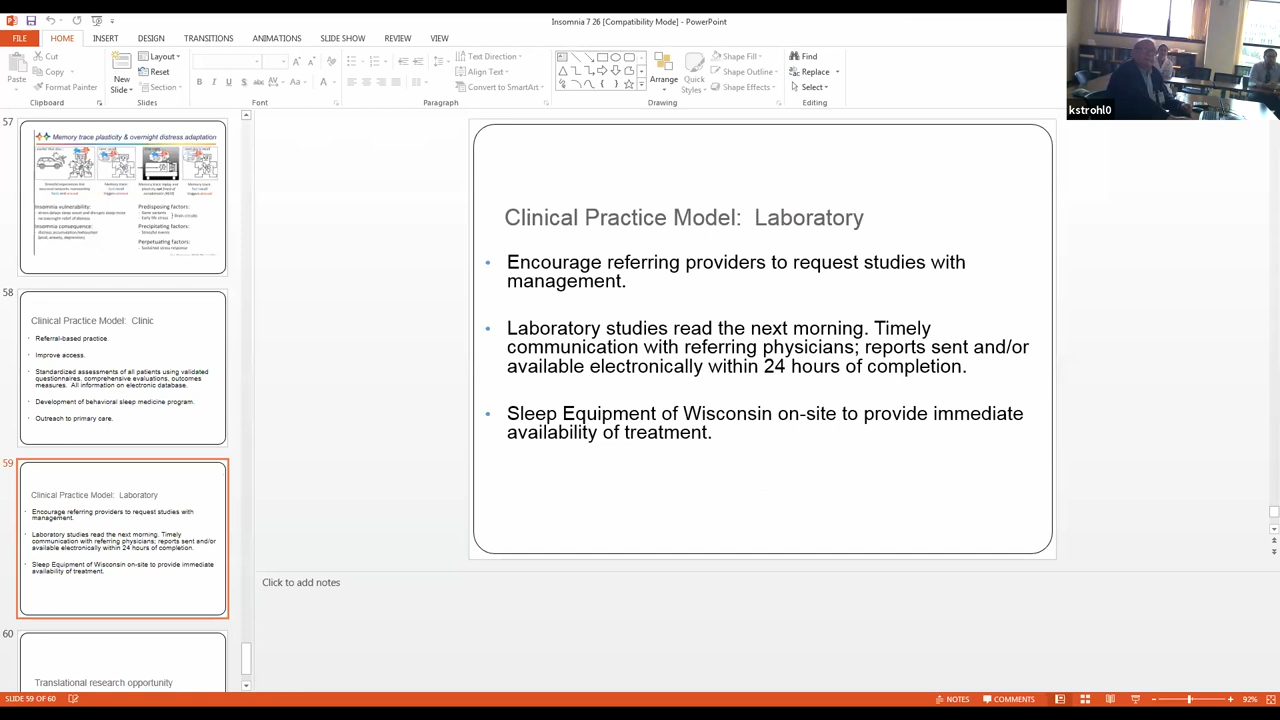 Insomnia 7 26 [Compatibility Mode] - PowerPoint
FILE
HOME
INSERT
DESIGN
TRANSITIONS
ANIMATIONS
SLIDE SHOW
REVIEW
VIEW
Paste
Cut
Copy
Format Painter
Clipboard
New
Slide
Layout
Reset
Section
Slides
Font
Paragraph
Text Direction
Align Text
Convert to SmartArt
Arrange
Quick
Styles
Shape Fill
Shape Outline
Shape Effects
Drawing
Find
Replace
Select
Editing
kstrohl0
57
Memory trace plasticity & overnight distress adaptation
Insomnia vulnerability:
Insomnia consequence:
Predisposing factors:
Precipitating factors:
Perpetuating factors:
58
Clinical Practice Model: Clinic
Referral-based practice.
Improve access.
Standardized assessments of all patients using validated
questionnaires, comprehensive evaluations, outcomes
measures. All information on electronic database.
Development of behavioral sleep medicine program.
Outreach to primary care.
59
Clinical Practice Model: Laboratory
Encourage referring providers to request studies with
management.
Laboratory studies read the next morning. Timely
communication with referring physicians; reports sent and/or
available electronically within 24 hours of completion.
Sleep Equipment of Wisconsin on-site to provide immediate
availability of treatment.
60
Translational research opportunity
Clinical Practice Model: Laboratory
• Encourage referring providers to request studies with
management.
• Laboratory studies read the next morning. Timely
communication with referring physicians; reports sent and/or
available electronically within 24 hours of completion.
• Sleep Equipment of Wisconsin on-site to provide immediate
availability of treatment.
Click to add notes
SLIDE 59 OF 60
NOTES
COMMENTS
92%